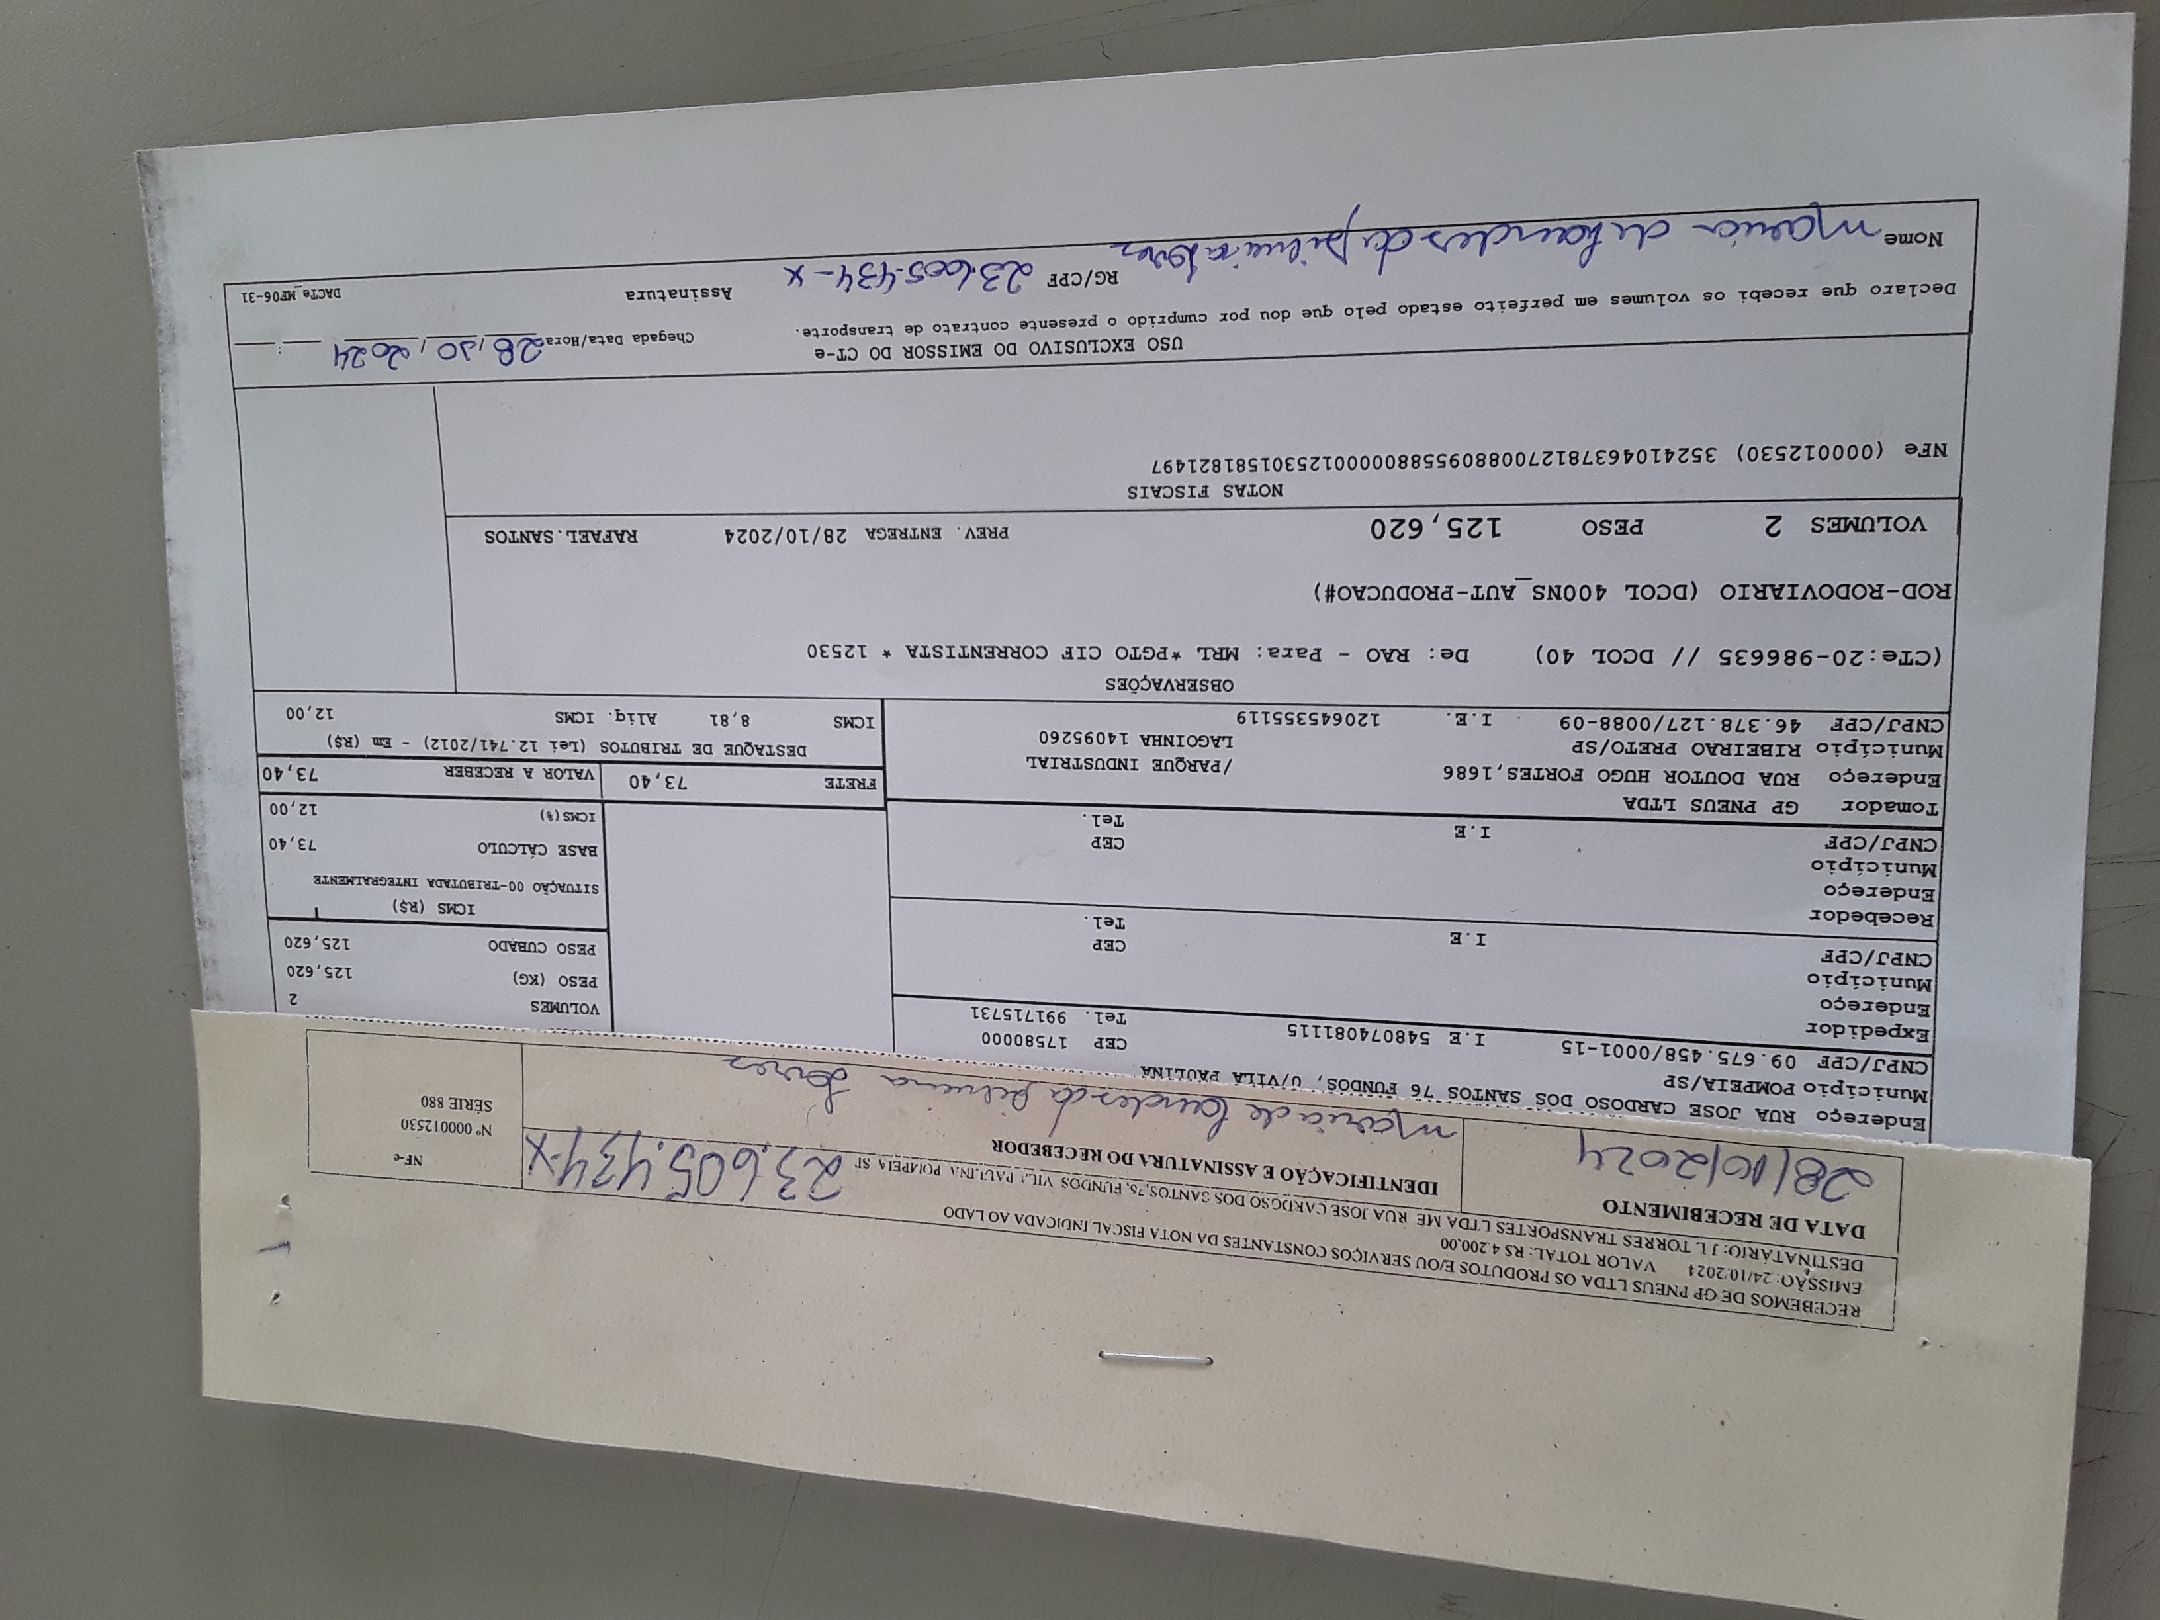 RECEBEMOS DE GP PNEUS LTDA OS PRODUTOS E/OU SERVIÇOS CONSTANTES DA NOTA FISCAL INDICADA AO LADO
EMISSÃO: 24/10/2024 VALOR TOTAL: R$ 4.200,00
DESTINATÁRIO: J L TORRES TRANSPORTES LTDA ME RUA JOSE CARDOSO DOS SANTOS, 76, FUNDOS VILA PAULINA POMPEIA SP
DATA DE RECEBIMENTO
28/10/2024
IDENTIFICAÇÃO E ASSINATURA DO RECEBEDOR
23.605.434-X
Maria de Lourdes da Silveira
NF-e
Nº 000012530
SÉRIE 880
Endereço RUA JOSE CARDOSO DOS SANTOS 76 FUNDOS, 0/VILA PAULINA
Município POMPEIA/SP
CNPJ/CPF 09.675.458/0001-15 I.E 548074081115 CEP 17580000
Tel. 991715731
Expedidor
Endereço
Município
CNPJ/CPF I.E CEP
Tel.
Recebedor
Endereço
Município
CNPJ/CPF I.E CEP
Tel.
VOLUMES 2
PESO (KG) 125,620
PESO CUBADO 125,620
ICMS (R$)
SITUAÇÃO 00-TRIBUTADA INTEGRALMENTE
BASE CÁLCULO 73,40
ICMS(%) 12,00
Tomador GP PNEUS LTDA
Endereço RUA DOUTOR HUGO FORTES,1686 /PARQUE INDUSTRIAL
Município RIBEIRAO PRETO/SP LAGOINHA 14095260
CNPJ/CPF 46.378.127/0088-09 I.E. 120645355119
FRETE 73,40 VALOR A RECEBER 73,40
DESTAQUE DE TRIBUTOS (Lei 12.741/2012) - Em (R$)
ICMS 8,81 Aliq. ICMS 12,00
OBSERVAÇÕES
(CTe:20-986635 // DCOL 40) De: RAO - Para: MRL *PGTO CIF CORRENTISTA * 12530
ROD-RODOVIARIO (DCOL 400NS_AUT-PRODUCAO#)
VOLUMES 2 PESO 125,620 PREV. ENTREGA 28/10/2024 RAFAEL.SANTOS
NOTAS FISCAIS
NFe (000012530) 35241046378127008809558800000125301581821497
USO EXCLUSIVO DO EMISSOR DO CT-e
Chegada Data/Hora 28/10/2024 __:__
Declaro que recebi os volumes em perfeito estado pelo que dou por cumprido o presente contrato de transporte.
Nome Maria de Lourdes da Silveira RG/CPF 23.605.434-X Assinatura DACTe_MF06-31